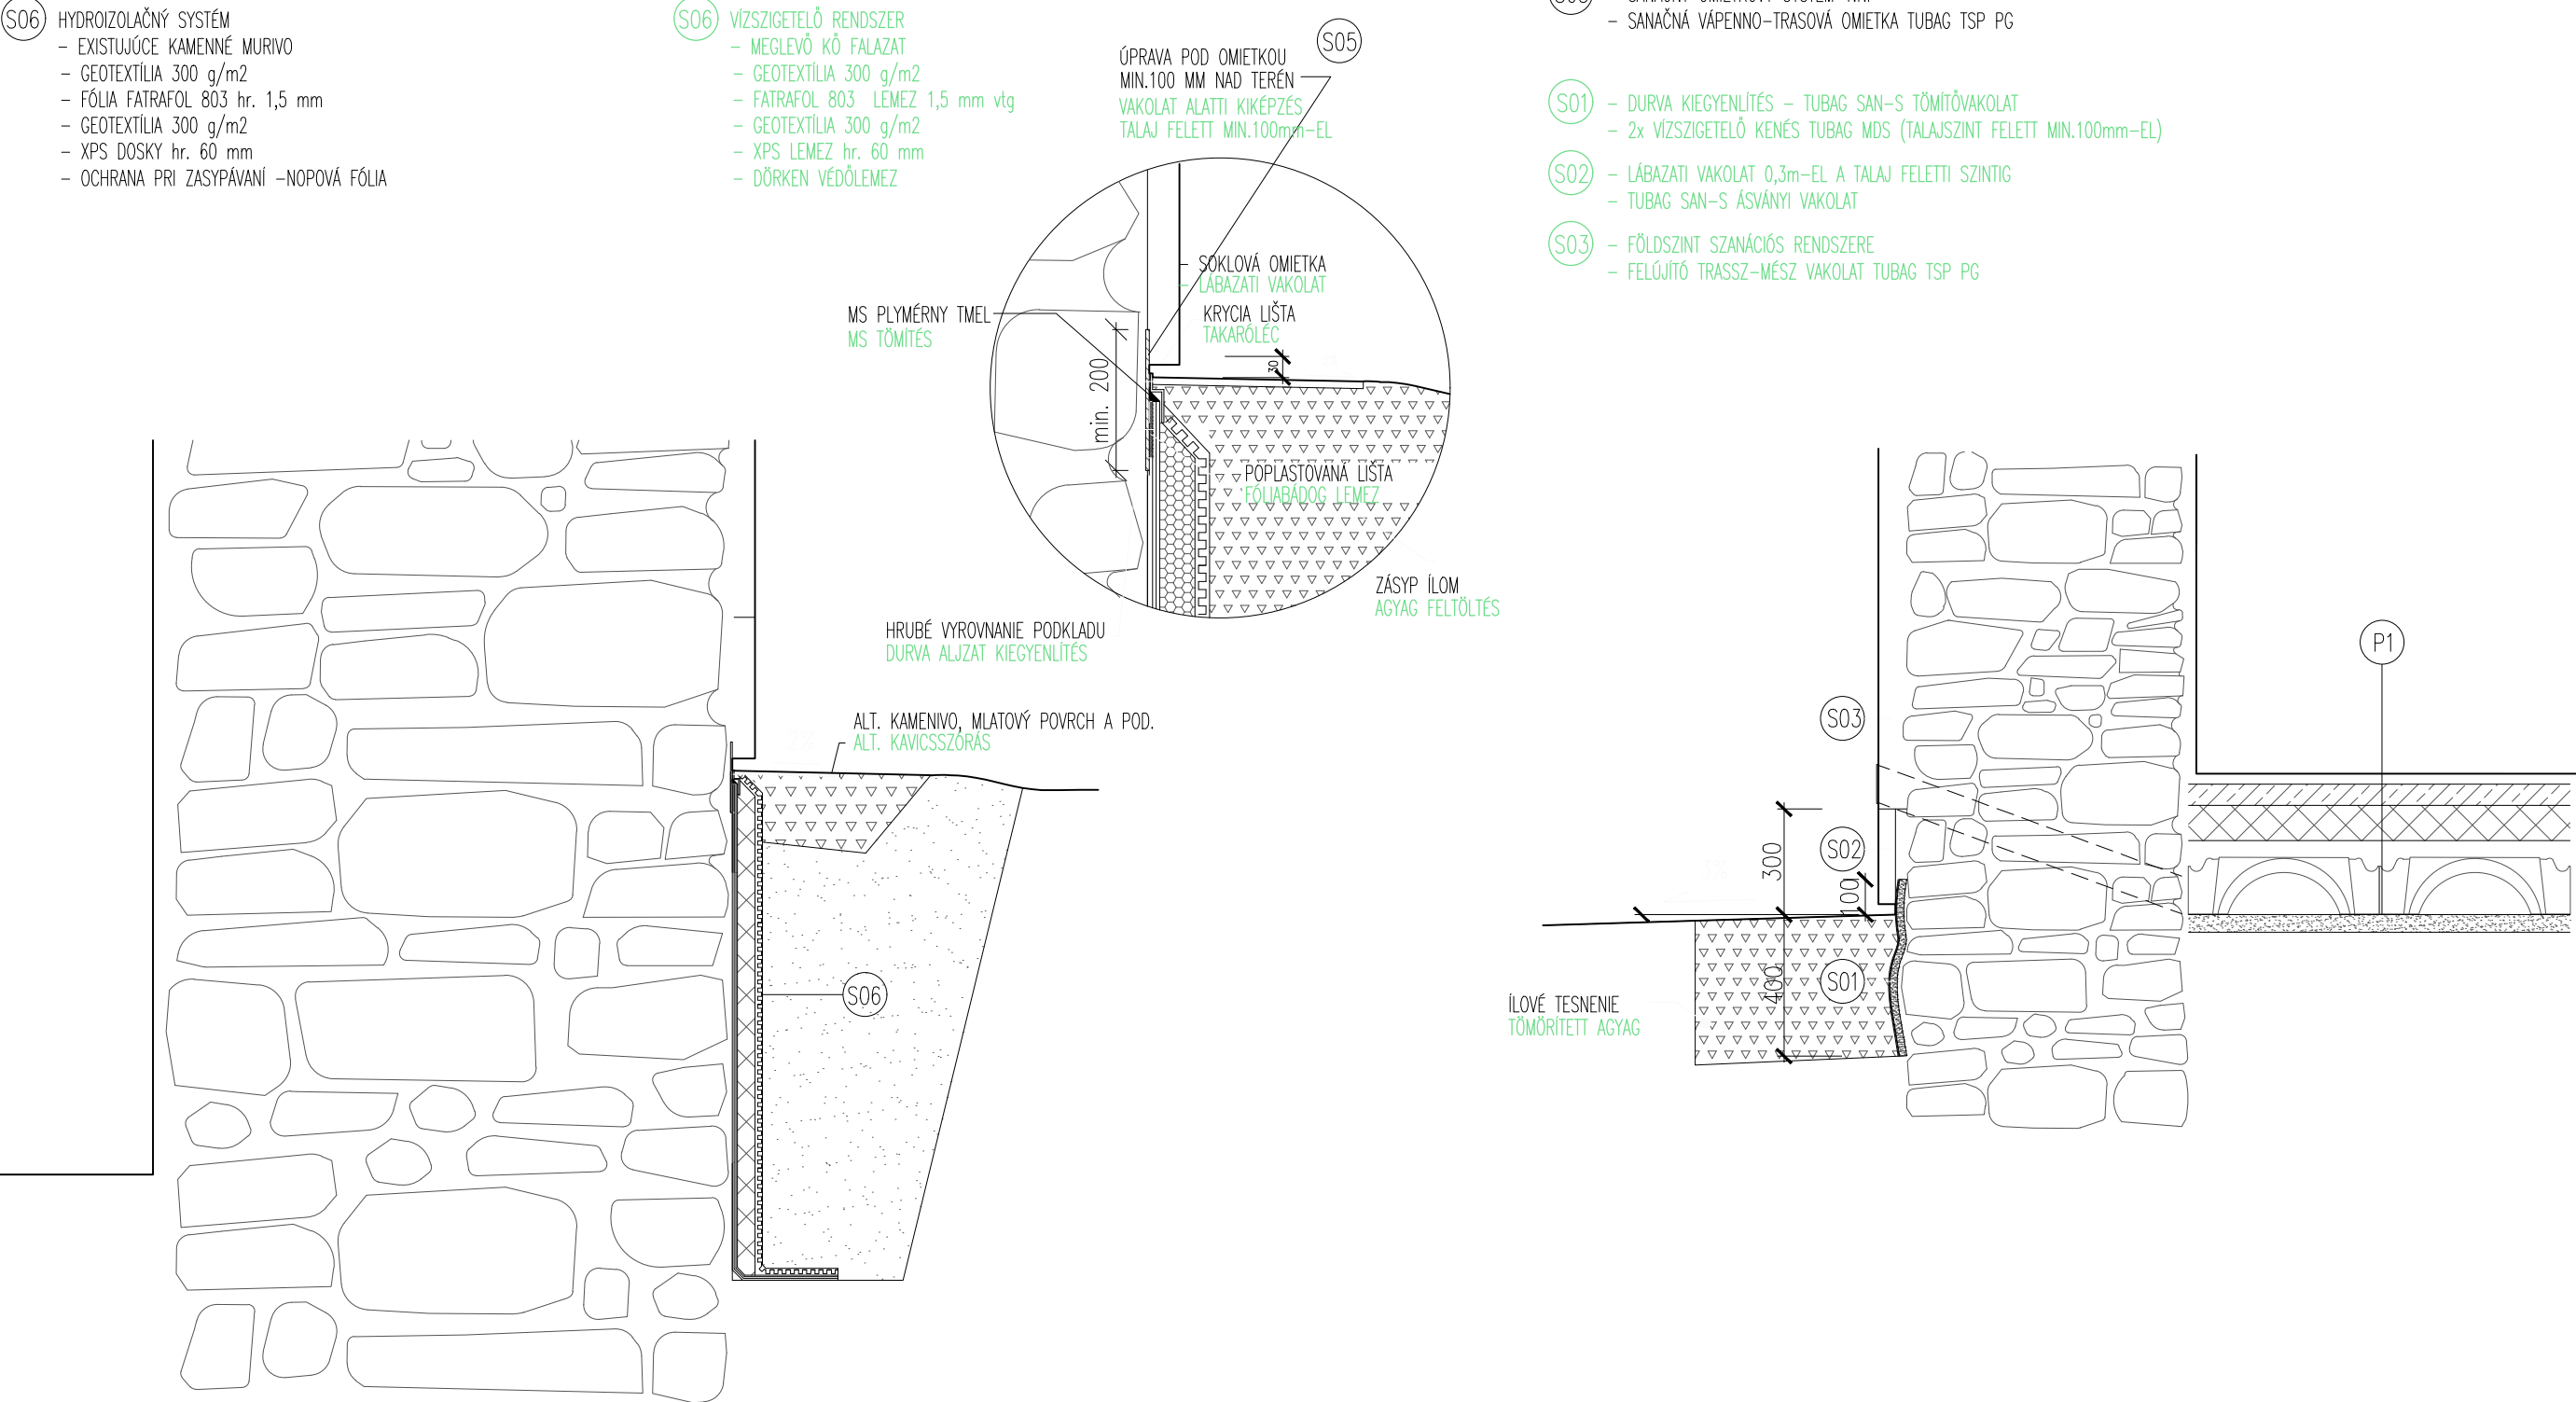 S06 HYDROIZOLAČNÝ SYSTÉM
- EXISTUJÚCE KAMENNÉ MURIVO
- GEOTEXTÍLIA 300 g/m2
- FÓLIA FATRAFOL 803 hr. 1,5 mm
- GEOTEXTÍLIA 300 g/m2
- XPS DOSKY hr. 60 mm
- OCHRANA PRI ZASYPÁVANÍ -NOPOVÁ FÓLIA
S06 VÍZSZIGETELŐ RENDSZER
- MEGLEVŐ KŐ FALAZAT
- GEOTEXTÍLIA 300 g/m2
- FATRAFOL 803 LEMEZ 1,5 mm vtg
- GEOTEXTÍLIA 300 g/m2
- XPS LEMEZ hr. 60 mm
- DÖRKEN VÉDŐLEMEZ
S05
ÚPRAVA POD OMIETKOU
MIN.100 MM NAD TERÉN
VAKOLAT ALATTI KIKÉPZÉS
TALAJ FELETT MIN.100mm-EL
- SANAČNÁ VÁPENNO-TRASOVÁ OMIETKA TUBAG TSP PG
S01 - DURVA KIEGYENLÍTÉS - TUBAG SAN-S TÖMÍTŐVAKOLAT
- 2x VÍZSZIGETELŐ KENÉS TUBAG MDS (TALAJSZINT FELETT MIN.100mm-EL)
S02 - LÁBAZATI VAKOLAT 0,3m-EL A TALAJ FELETTI SZINTIG
- TUBAG SAN-S ÁSVÁNYI VAKOLAT
S03 - FÖLDSZINT SZANÁCIÓS RENDSZERE
- FELÚJÍTÓ TRASSZ-MÉSZ VAKOLAT TUBAG TSP PG
- SOKLOVÁ OMIETKA
- LÁBAZATI VAKOLAT
KRYCIA LIŠTA
TAKARÓLÉC
MS PLYMÉRNY TMEL
MS TÖMÍTÉS
30
min. 200
POPLASTOVANÁ LIŠTA
FÓLIABÁDOG LEMEZ
ZÁSYP ÍLOM
AGYAG FELTÖLTÉS
HRUBÉ VYROVNANIE PODKLADU
DURVA ALJZAT KIEGYENLÍTÉS
ALT. KAMENIVO, MLATOVÝ POVRCH A POD.
ALT. KAVICSSZÓRÁS
S06
P1
S03
S02
300
100
400
S01
ÍLOVÉ TESNENIE
TÖMÖRÍTETT AGYAG